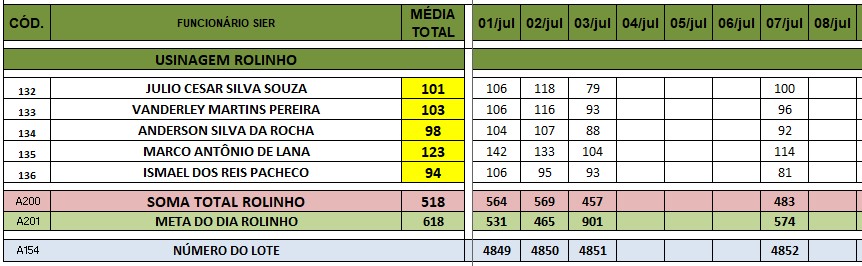 CÓD. FUNCIONÁRIO SIER MÉDIA TOTAL 01/jul 02/jul 03/jul 04/jul 05/jul 06/jul 07/jul 08/jul
USINAGEM ROLINHO
132 JULIO CESAR SILVA SOUZA 101 106 118 79 100
133 VANDERLEY MARTINS PEREIRA 103 106 116 93 96
134 ANDERSON SILVA DA ROCHA 98 104 107 88 92
135 MARCO ANTÔNIO DE LANA 123 142 133 104 114
136 ISMAEL DOS REIS PACHECO 94 106 95 93 81
A200 SOMA TOTAL ROLINHO 518 564 569 457 483
A201 META DO DIA ROLINHO 618 531 465 901 574
A154 NÚMERO DO LOTE 4849 4850 4851 4852